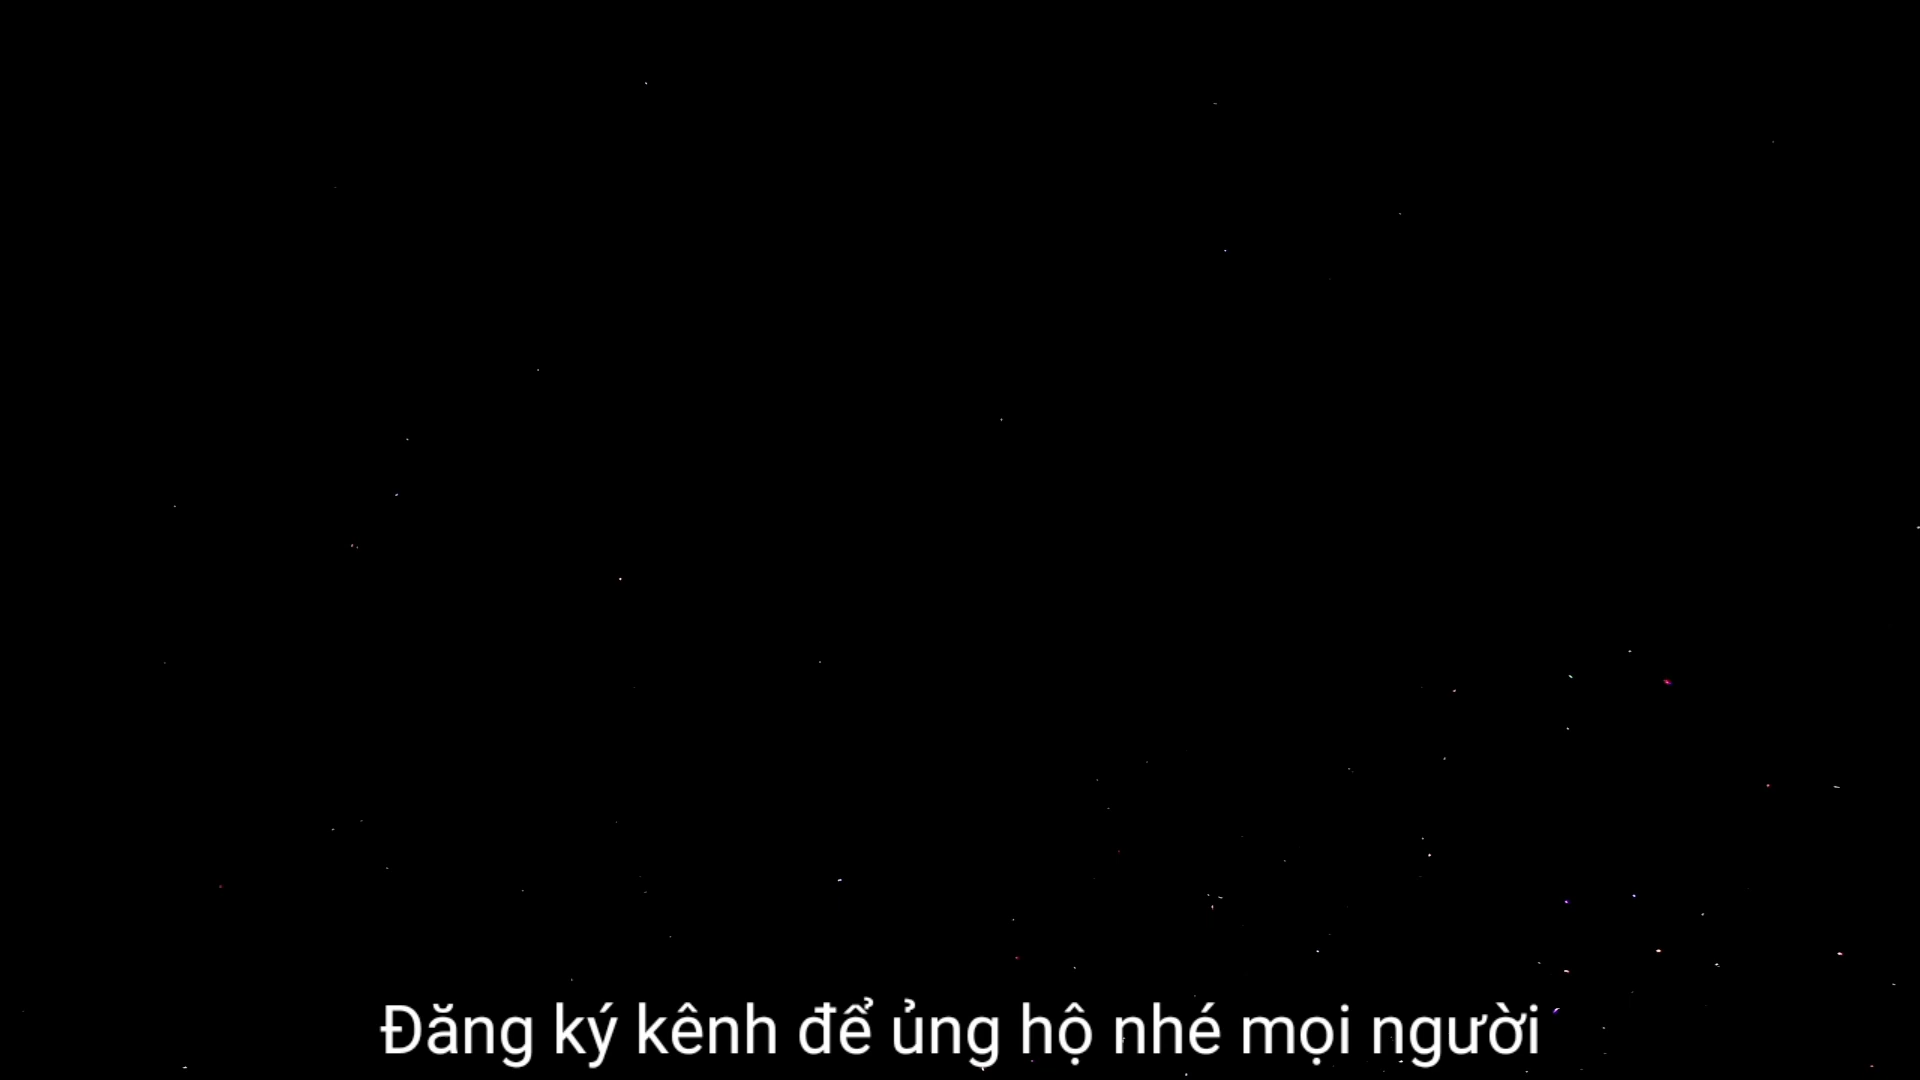 Đăng ký kênh để ủng hộ nhé mọi người